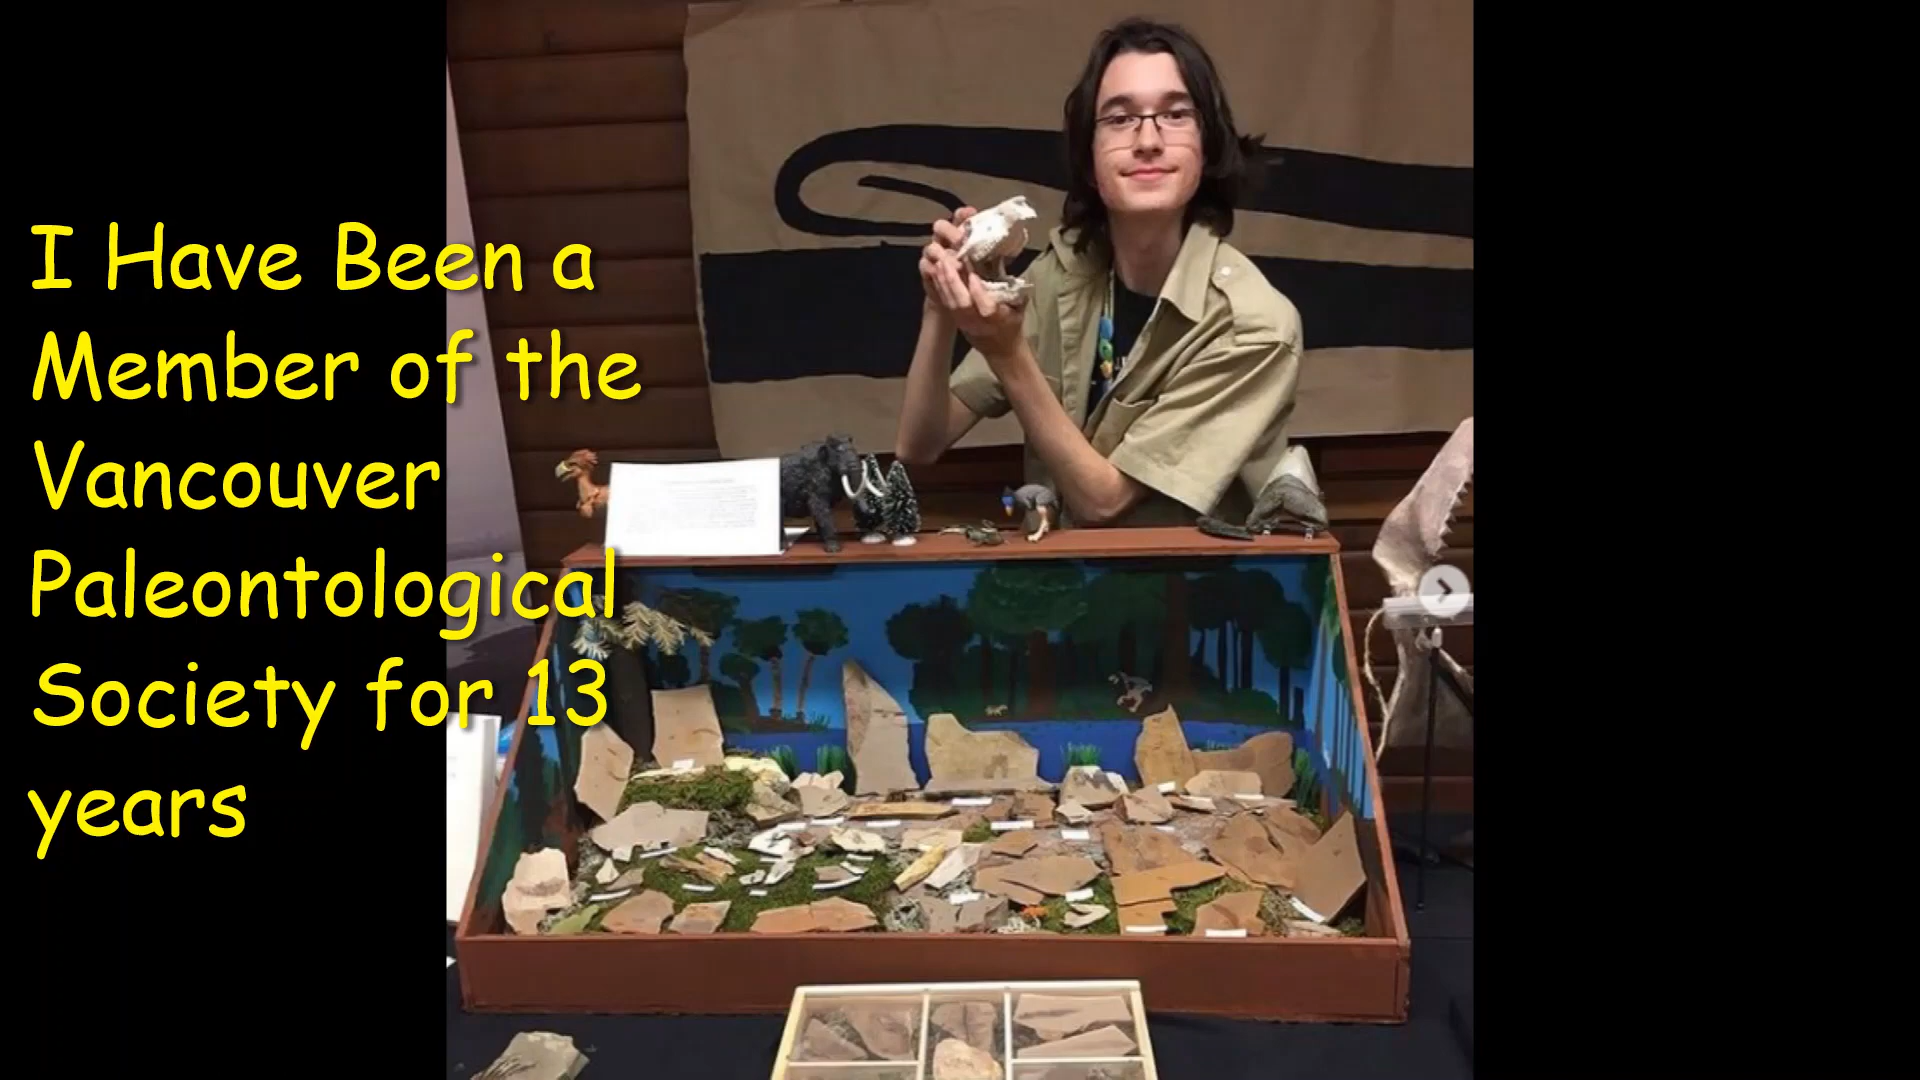 I Have Been a
Member of the
Vancouver
Paleontological
Society for 13
years